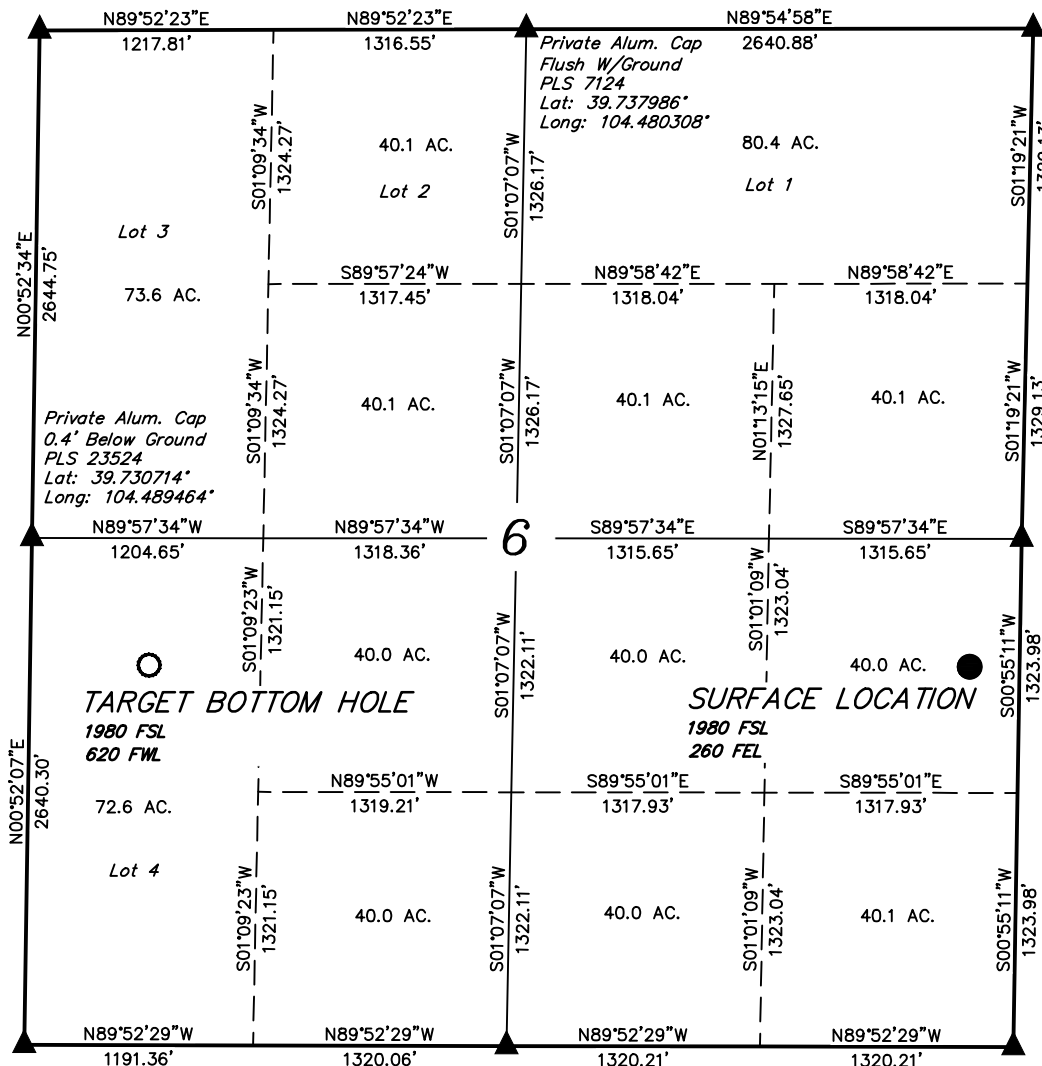 N89°52'23"E
1217.81'
N89°52'23"E
1316.55'
N89°54'58"E
2640.88'
Private Alum. Cap
Flush W/Ground
PLS 7124
Lat: 39.737986°
Long: 104.480308°
S01°09'34"W
1324.27'
40.1 AC.
Lot 2
S01°07'07"W
1326.17'
80.4 AC.
Lot 1
S01°19'21"W
Lot 3
73.6 AC.
N00°52'34"E
2644.75'
S89°57'24"W
1317.45'
N89°58'42"E
1318.04'
N89°58'42"E
1318.04'
S01°09'34"W
1324.27'
40.1 AC.
S01°07'07"W
1326.17'
40.1 AC.
N01°13'15"E
1327.65'
40.1 AC.
S01°19'21"W
1329.13'
Private Alum. Cap
0.4' Below Ground
PLS 23524
Lat: 39.730714°
Long: 104.489464°
N89°57'34"W
1204.65'
N89°57'34"W
1318.36'
6
S89°57'34"E
1315.65'
S89°57'34"E
1315.65'
S01°09'23"W
1321.15'
40.0 AC.
S01°07'07"W
1322.11'
40.0 AC.
S01°01'09"W
1323.04'
40.0 AC.
S00°55'11"W
1323.98'
TARGET BOTTOM HOLE
1980 FSL
620 FWL
SURFACE LOCATION
1980 FSL
260 FEL
N00°52'07"E
2640.30'
72.6 AC.
Lot 4
N89°55'01"W
1319.21'
S89°55'01"E
1317.93'
S89°55'01"E
1317.93'
S01°09'23"W
1321.15'
40.0 AC.
S01°07'07"W
1322.11'
40.0 AC.
S01°01'09"W
1323.04'
40.1 AC.
S00°55'11"W
1323.98'
N89°52'29"W
1191.36'
N89°52'29"W
1320.06'
N89°52'29"W
1320.21'
N89°52'29"W
1320.21'